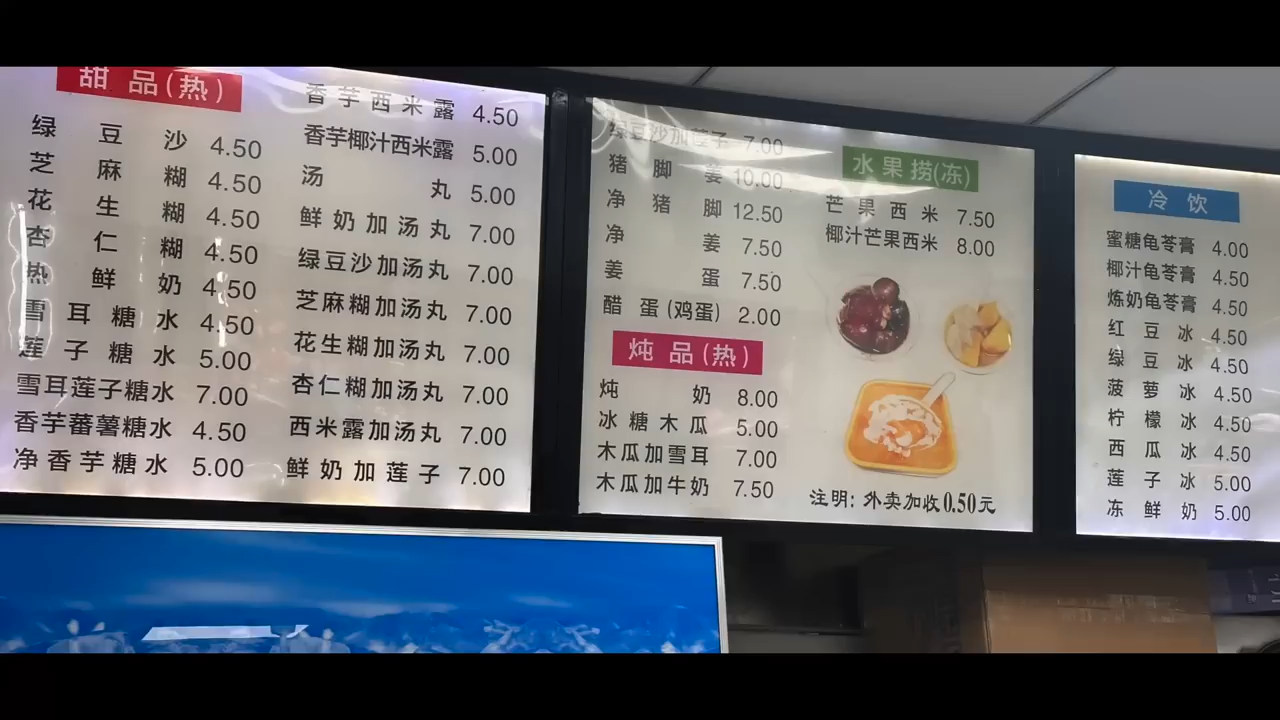 甜品(热)
绿豆沙 4.50
芝麻糊 4.50
花生糊 4.50
杏仁糊 4.50
热鲜奶 4.50
雪耳糖水 4.50
莲子糖水 5.00
雪耳莲子糖水 7.00
香芋蕃薯糖水 4.50
净香芋糖水 5.00
香芋西米露 4.50
香芋椰汁西米露 5.00
汤丸 5.00
鲜奶加汤丸 7.00
绿豆沙加汤丸 7.00
芝麻糊加汤丸 7.00
花生糊加汤丸 7.00
杏仁糊加汤丸 7.00
西米露加汤丸 7.00
鲜奶加莲子 7.00
绿豆沙加莲子 7.00
猪脚姜 10.00
净猪脚 12.50
净姜 7.50
姜蛋 7.50
醋蛋(鸡蛋) 2.00
炖品(热)
炖奶 8.00
冰糖木瓜 5.00
木瓜加雪耳 7.00
木瓜加牛奶 7.50
水果捞(冻)
芒果西米 7.50
椰汁芒果西米 8.00
注明: 外卖加收0.50元
冷饮
蜜糖龟苓膏 4.00
椰汁龟苓膏 4.50
炼奶龟苓膏 4.50
红豆冰 4.50
绿豆冰 4.50
菠萝冰 4.50
柠檬冰 4.50
西瓜冰 4.50
莲子冰 5.00
冻鲜奶 5.00